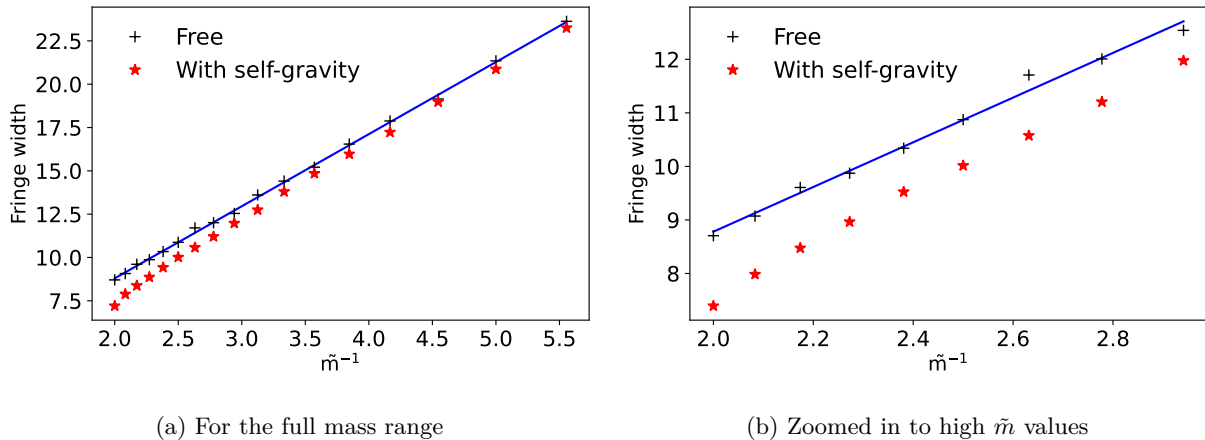 Free
With self-gravity
Fringe width
22.5
20.0
17.5
15.0
12.5
10.0
7.5
2.0 2.5 3.0 3.5 4.0 4.5 5.0 5.5
m̃⁻¹
(a) For the full mass range
Free
With self-gravity
Fringe width
12
11
10
9
8
2.0 2.2 2.4 2.6 2.8
m̃⁻¹
(b) Zoomed in to high m̃ values